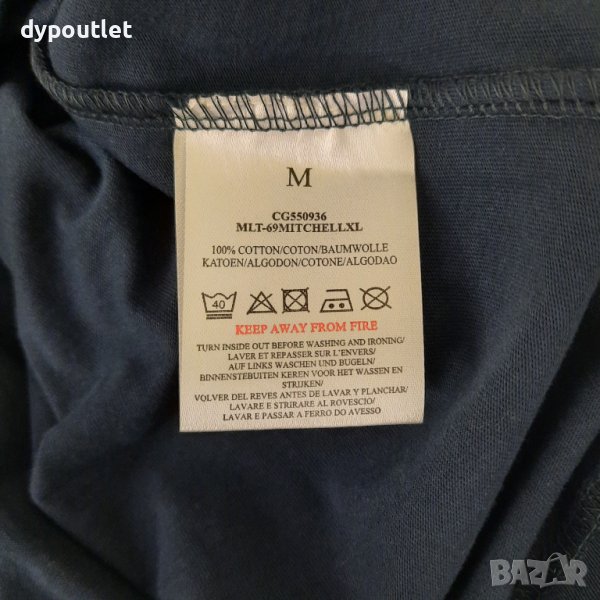 dypoutlet
M
CG550936
MLT-69MITCHELLXL
100% COTTON/COTON/BAUMWOLLE
KATOEN/ALGODON/COTONE/ALGODAO
40
KEEP AWAY FROM FIRE
TURN INSIDE OUT BEFORE WASHING AND IRONING/
LAVER ET REPASSER SUR L'ENVERS/
AUF LINKS WASCHEN UND BUGELN/
BINNENSTEBUITEN KEREN VOOR HET WASSEN EN
STRIJKEN/
VOLVER DEL REVES ANTES DE LAVAR Y PLANCHAR/
LAVARE E STRIRARE AL ROVESCIO/
LAVAR E PASSAR A FERRO DO AVESSO
BAZAR